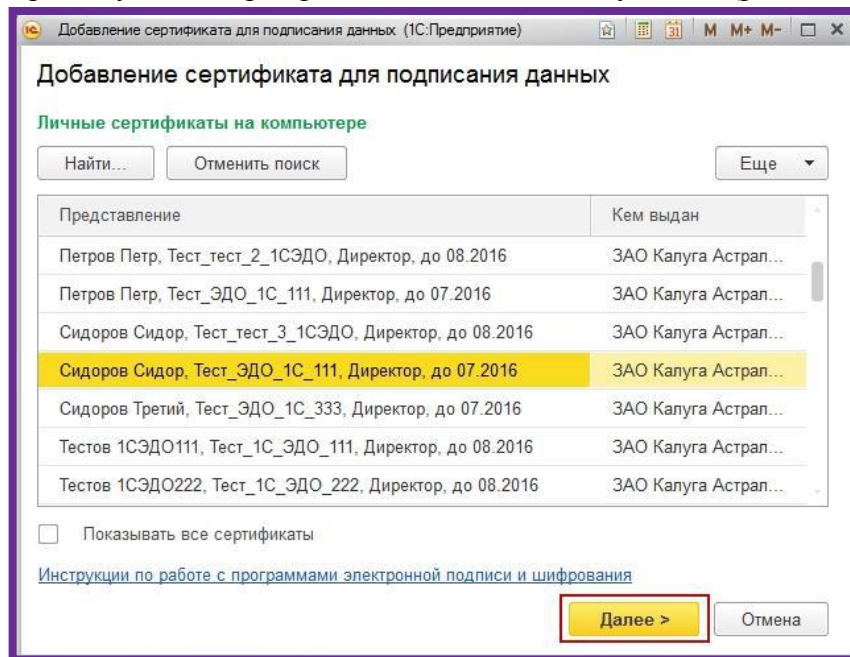 Добавление сертификата для подписания данных (1С:Предприятие) 31 M M+ M-
Добавление сертификата для подписания данных
Личные сертификаты на компьютере
Найти... Отменить поиск Еще
Представление Кем выдан
Петров Петр, Тест_тест_2_1СЭДО, Директор, до 08.2016 ЗАО Калуга Астрал...
Петров Петр, Тест_ЭДО_1С_111, Директор, до 07.2016 ЗАО Калуга Астрал...
Сидоров Сидор, Тест_тест_3_1СЭДО, Директор, до 08.2016 ЗАО Калуга Астрал...
Сидоров Сидор, Тест_ЭДО_1С_111, Директор, до 07.2016 ЗАО Калуга Астрал...
Сидоров Третий, Тест_ЭДО_1С_333, Директор, до 07.2016 ЗАО Калуга Астрал...
Тестов 1СЭДО111, Тест_1С_ЭДО_111, Директор, до 08.2016 ЗАО Калуга Астрал...
Тестов 1СЭДО222, Тест_1С_ЭДО_222, Директор, до 08.2016 ЗАО Калуга Астрал...
Показывать все сертификаты
Инструкции по работе с программами электронной подписи и шифрования
Далее > Отмена